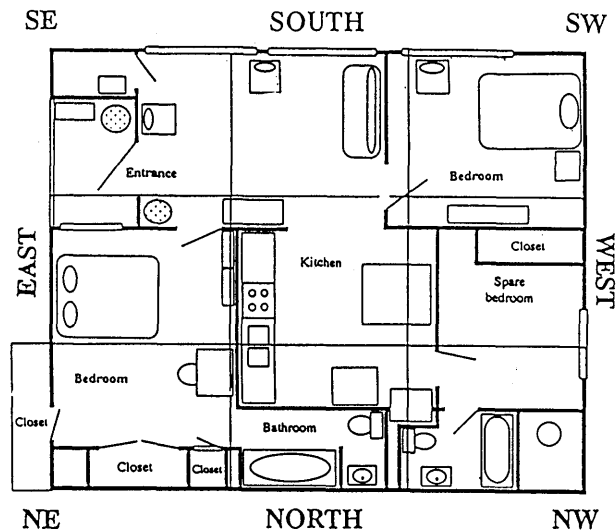 SE
SOUTH
SW
Entrance
Bedroom
EAST
Kitchen
Closet
Spare
bedroom
WEST
Bedroom
Closet
Bathroom
Closet
Closet
NE
NORTH
NW